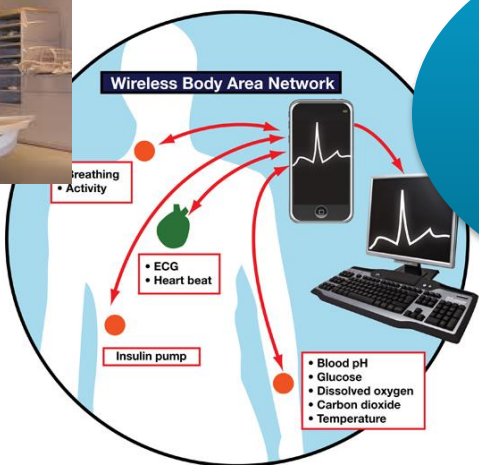 Wireless Body Area Network
Breathing
• Activity
• ECG
• Heart beat
Insulin pump
• Blood pH
• Glucose
• Dissolved oxygen
• Carbon dioxide
• Temperature